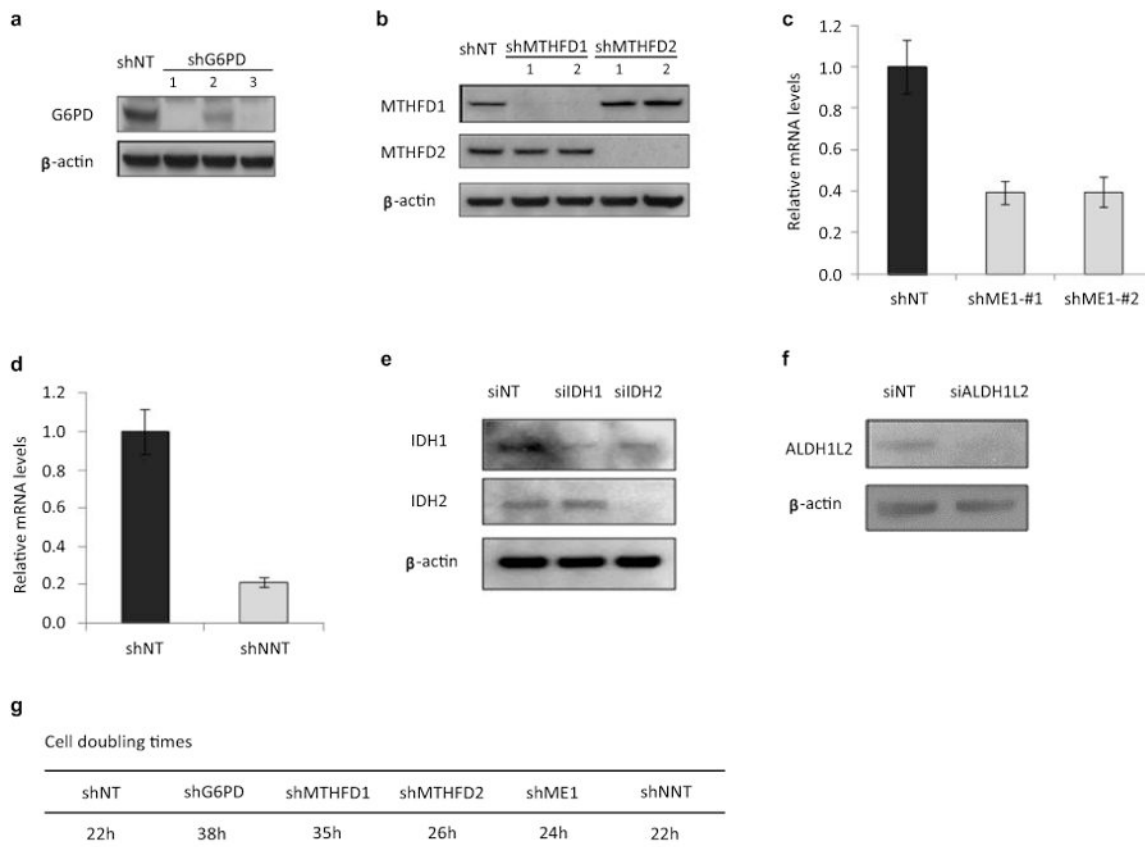 a
shNT shG6PD
1 2 3
G6PD
β-actin
b
shNT shMTHFD1 shMTHFD2
1 2 1 2
MTHFD1
MTHFD2
β-actin
c
Relative mRNA levels
1.2
1.0
0.8
0.6
0.4
0.2
0.0
shNT shME1-#1 shME1-#2
d
Relative mRNA levels
1.2
1.0
0.8
0.6
0.4
0.2
0.0
shNT shNNT
e
siNT siIDH1 siIDH2
IDH1
IDH2
β-actin
f
siNT siALDH1L2
ALDH1L2
β-actin
g
Cell doubling times
shNT shG6PD shMTHFD1 shMTHFD2 shME1 shNNT
22h 38h 35h 26h 24h 22h